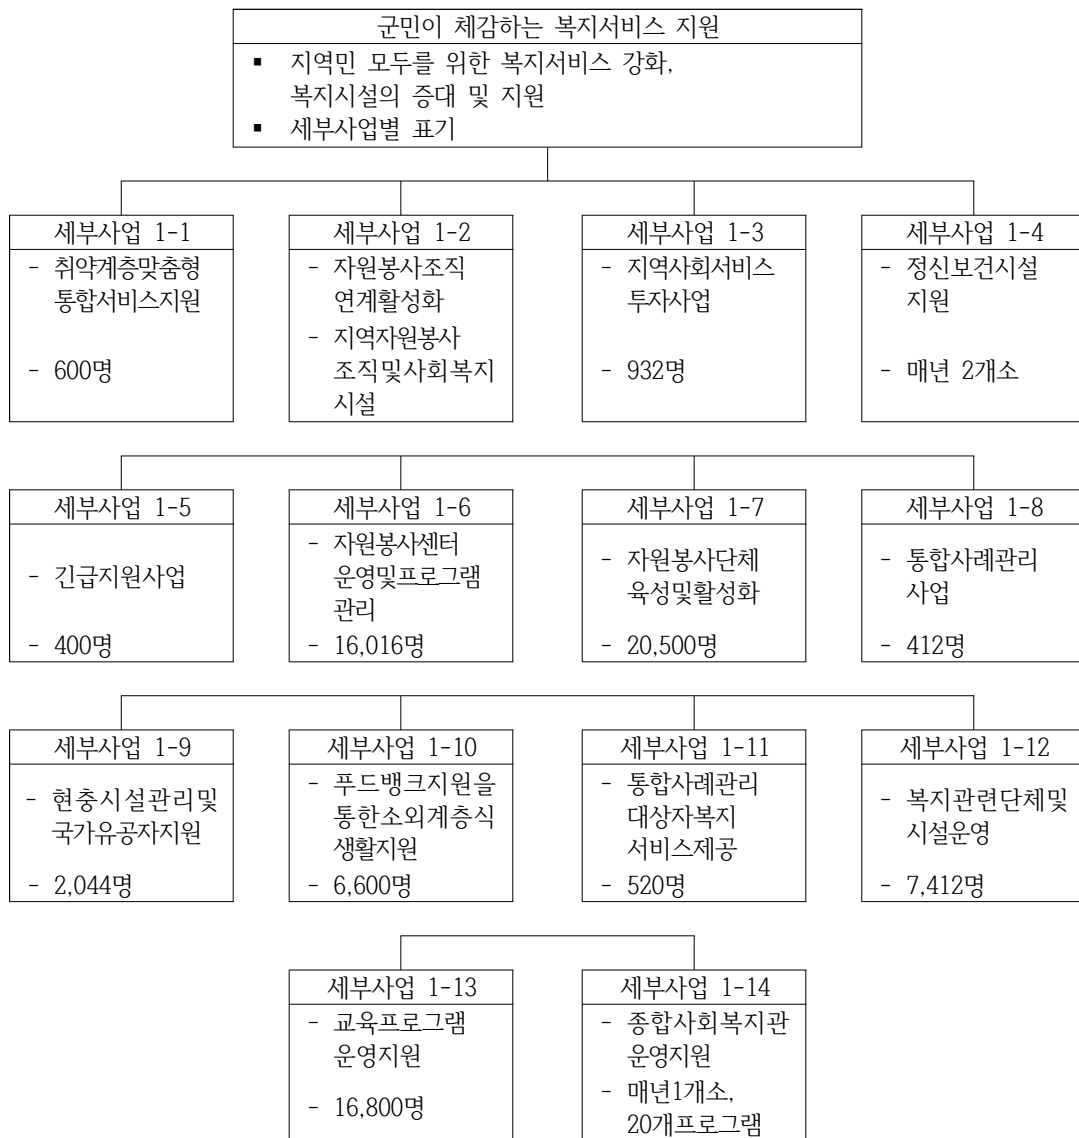 군민이 체감하는 복지서비스 지원
▪ 지역민 모두를 위한 복지서비스 강화,
복지시설의 증대 및 지원
▪ 세부사업별 표기
세부사업 1-1
- 취약계층맞춤형
통합서비스지원
- 600명
세부사업 1-2
- 자원봉사조직
연계활성화
- 지역자원봉사
조직및사회복지
시설
세부사업 1-3
- 지역사회서비스
투자사업
- 932명
세부사업 1-4
- 정신보건시설
지원
- 매년 2개소
세부사업 1-5
- 긴급지원사업
- 400명
세부사업 1-6
- 자원봉사센터
운영및프로그램
관리
- 16,016명
세부사업 1-7
- 자원봉사단체
육성및활성화
- 20,500명
세부사업 1-8
- 통합사례관리
사업
- 412명
세부사업 1-9
- 현충시설관리및
국가유공자지원
- 2,044명
세부사업 1-10
- 푸드뱅크지원을
통한소외계층식
생활지원
- 6,600명
세부사업 1-11
- 통합사례관리
대상자복지
서비스제공
- 520명
세부사업 1-12
- 복지관련단체및
시설운영
- 7,412명
세부사업 1-13
- 교육프로그램
운영지원
- 16,800명
세부사업 1-14
- 종합사회복지관
운영지원
- 매년1개소,
20개프로그램